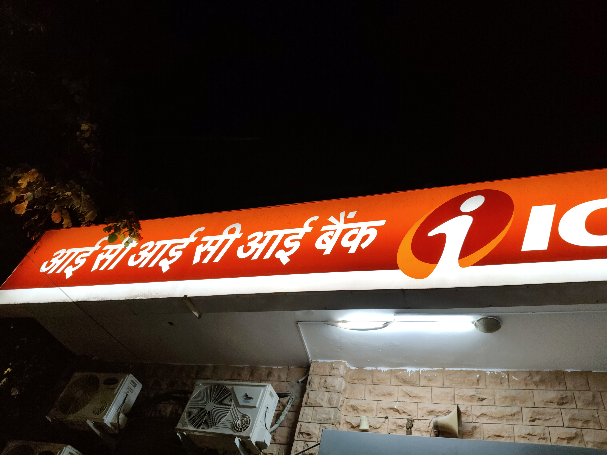 आई सी आई सी आई बैंक i IC